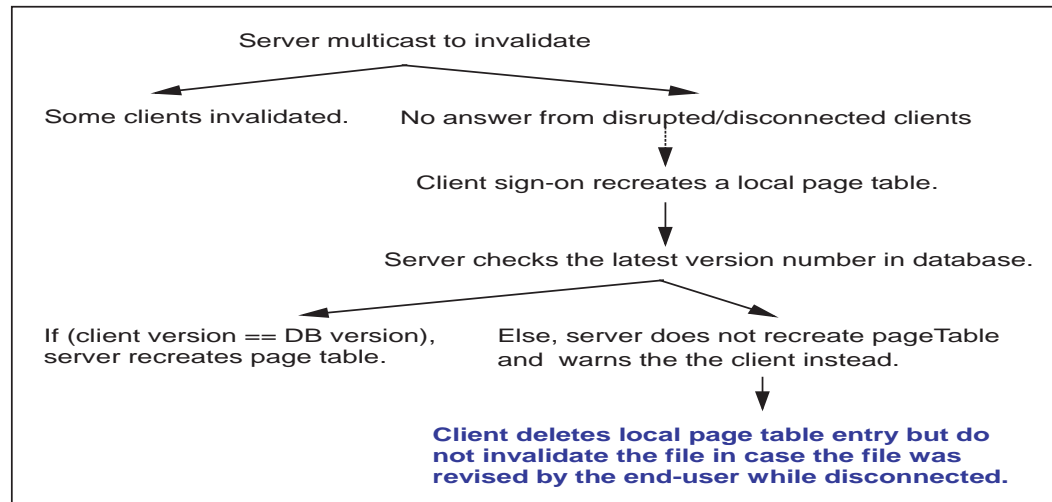 Server multicast to invalidate
Some clients invalidated.
No answer from disrupted/disconnected clients
Client sign-on recreates a local page table.
Server checks the latest version number in database.
If (client version == DB version),
server recreates page table.
Else, server does not recreate pageTable
and warns the the client instead.
Client deletes local page table entry but do
not invalidate the file in case the file was
revised by the end-user while disconnected.